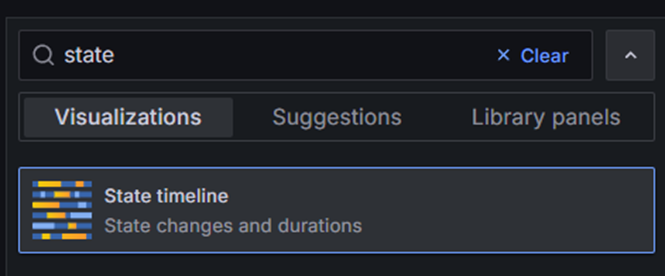 state
Clear
Visualizations Suggestions Library panels
State timeline
State changes and durations